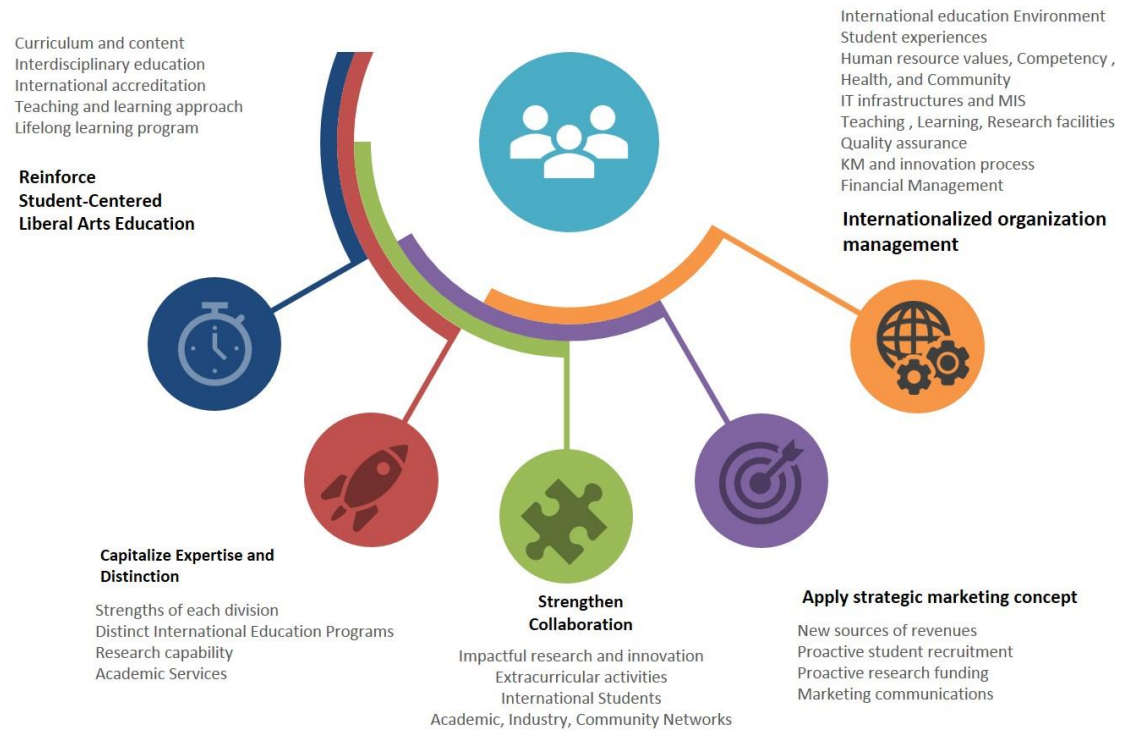 Curriculum and content
Interdisciplinary education
International accreditation
Teaching and learning approach
Lifelong learning program
Reinforce
Student-Centered
Liberal Arts Education
International education Environment
Student experiences
Human resource values, Competency ,
Health, and Community
IT infrastructures and MIS
Teaching , Learning, Research facilities
Quality assurance
KM and innovation process
Financial Management
Internationalized organization
management
Capitalize Expertise and
Distinction
Strengths of each division
Distinct International Education Programs
Research capability
Academic Services
Strengthen
Collaboration
Impactful research and innovation
Extracurricular activities
International Students
Academic, Industry, Community Networks
Apply strategic marketing concept
New sources of revenues
Proactive student recruitment
Proactive research funding
Marketing communications